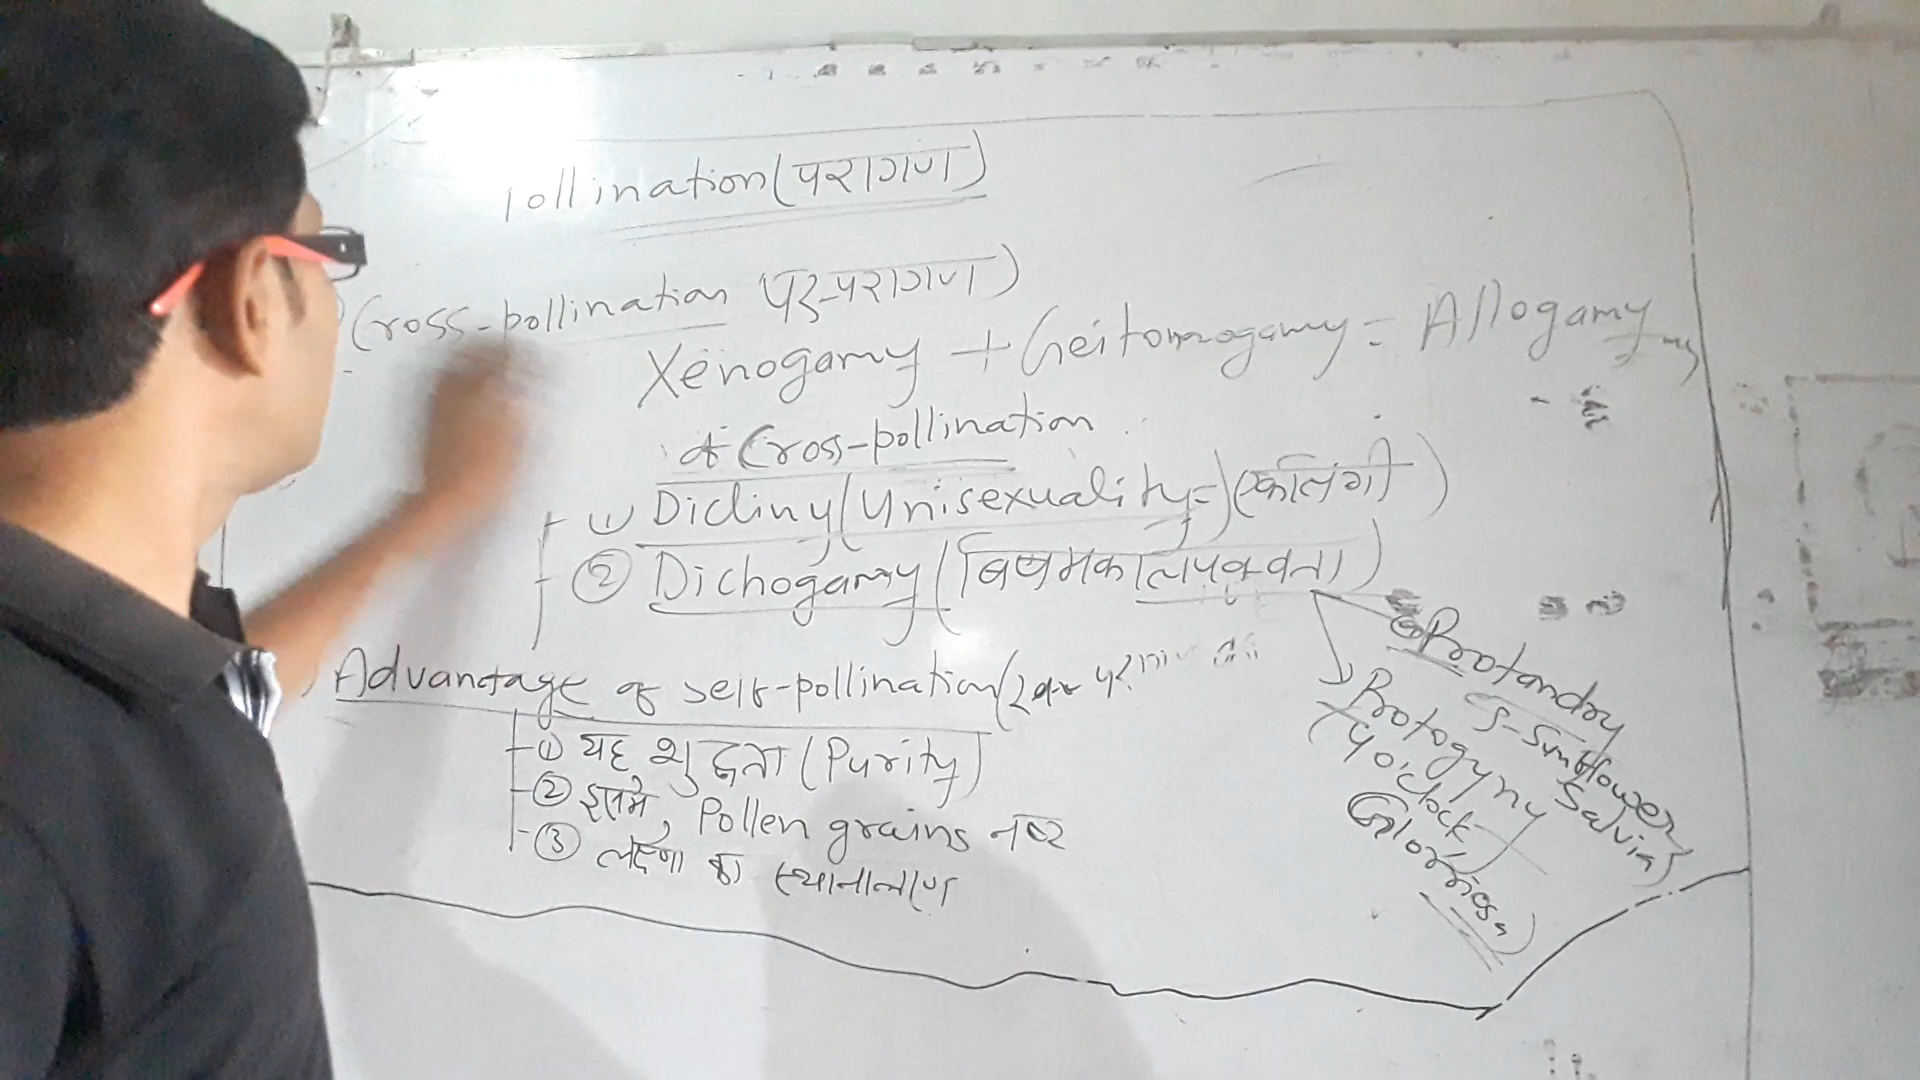 Pollination (परागण)
Cross-pollination पर-परागण)
Xenogamy + Geitonogamy = Allogamy
* Cross-pollination
① Dicliny (Unisexuality =) (एकलिंगी)
② Dichogamy (विषमकालपक्वता)
Protandry
S-Sunflower
Salvia)
Protogyny
(4 O'clock
Gloriosa)
Advantage of self-pollination (स्व पर
① यह शुद्धता (Purity)
② इसमे, Pollen grains नष्ट
③ लक्षणो का